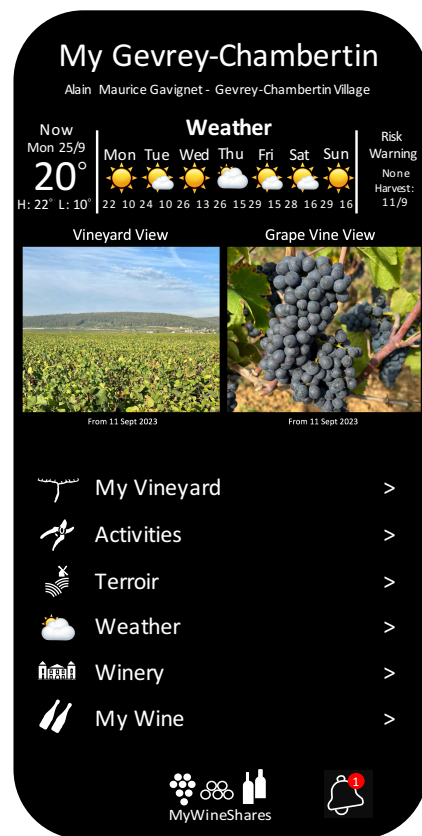 My Gevrey-Chambertin
Alain Maurice Gavignet - Gevrey-Chambertin Village
Now
Mon 25/9
20°
H: 22° L: 10°
Weather
Mon Tue Wed Thu Fri Sat Sun
22 10 24 10 26 13 26 15 29 15 28 16 29 16
Risk
Warning
None
Harvest:
11/9
Vineyard View
Grape Vine View
From 11 Sept 2023
From 11 Sept 2023
My Vineyard >
Activities >
Terroir >
Weather >
Winery >
My Wine >
MyWineShares
1